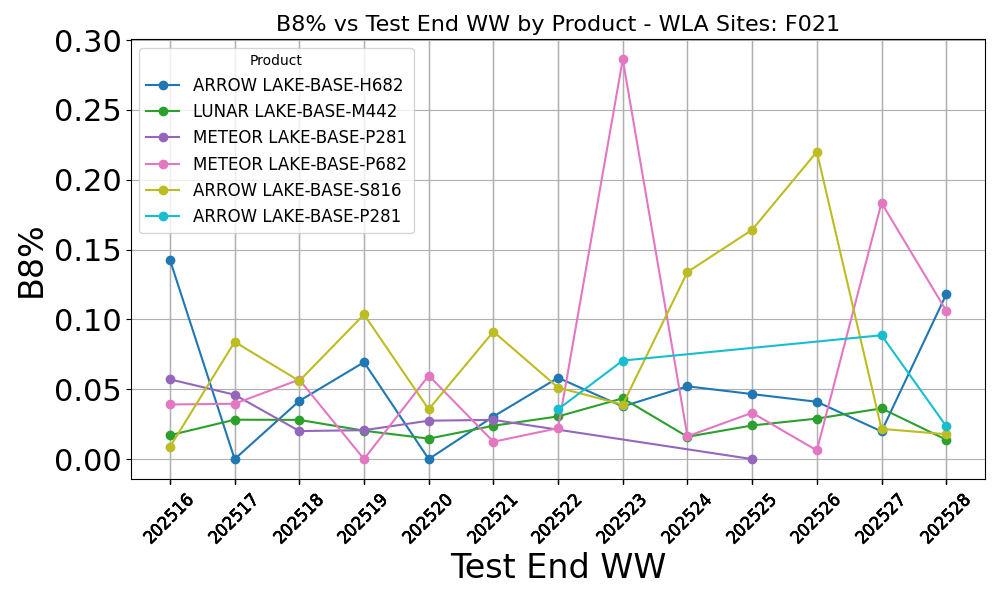 B8% vs Test End WW by Product - WLA Sites: F021
Product
ARROW LAKE-BASE-H682
LUNAR LAKE-BASE-M442
METEOR LAKE-BASE-P281
METEOR LAKE-BASE-P682
ARROW LAKE-BASE-S816
ARROW LAKE-BASE-P281
B8%
0.30
0.25
0.20
0.15
0.10
0.05
0.00
202516
202517
202518
202519
202520
202521
202522
202523
202524
202525
202526
202527
202528
Test End WW